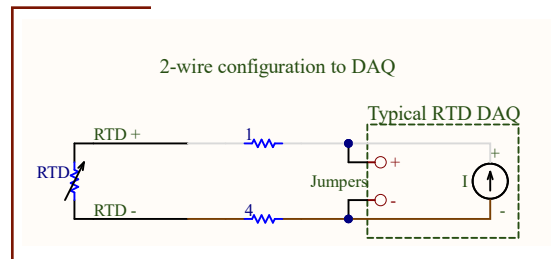 2-wire configuration to DAQ
Typical RTD DAQ
RTD +
1
+
+
RTD
Jumpers
I
RTD -
4
-
-